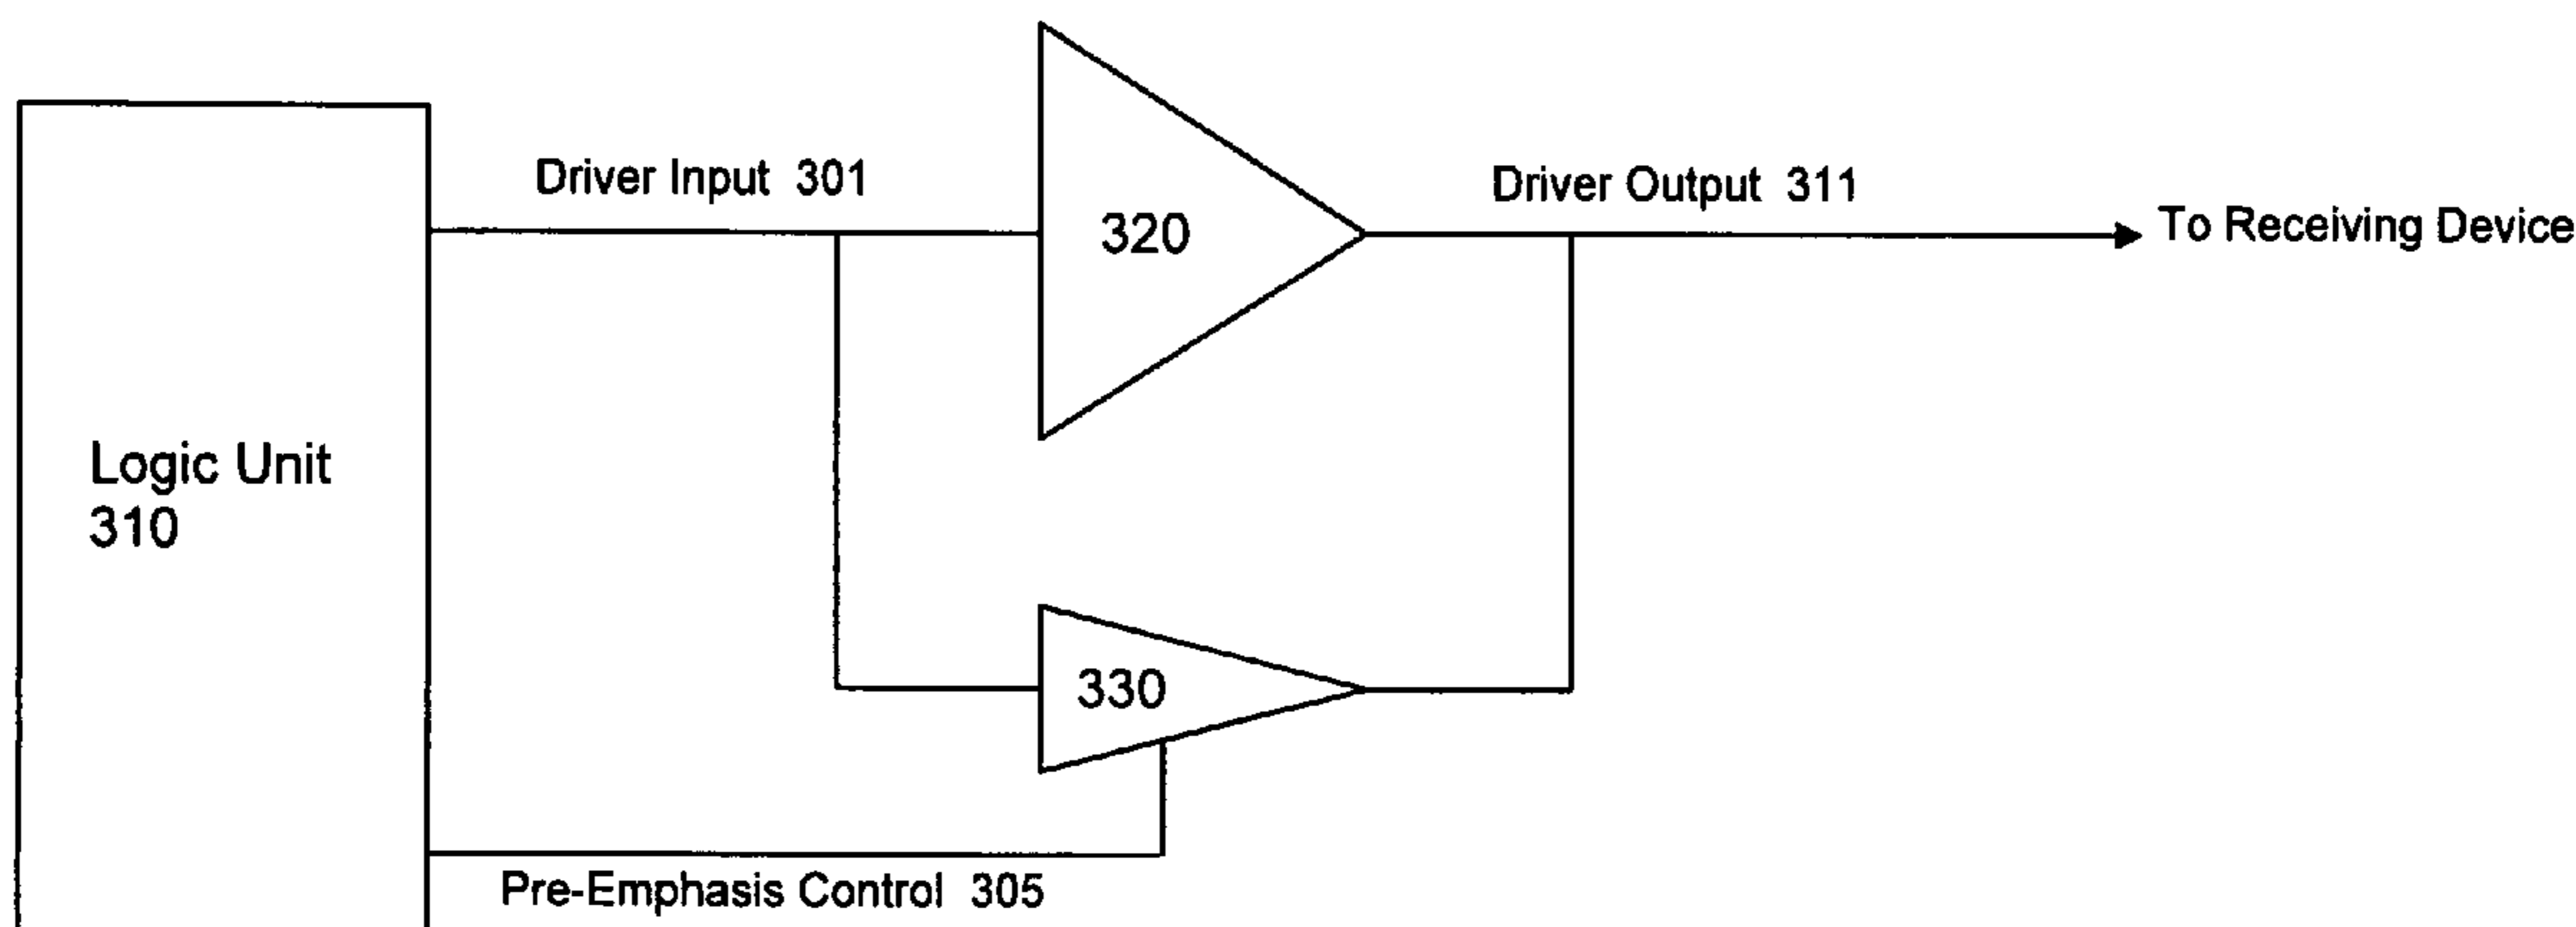 Driver Input 301
320
Driver Output 311
To Receiving Device
Logic Unit
310
330
Pre-Emphasis Control 305